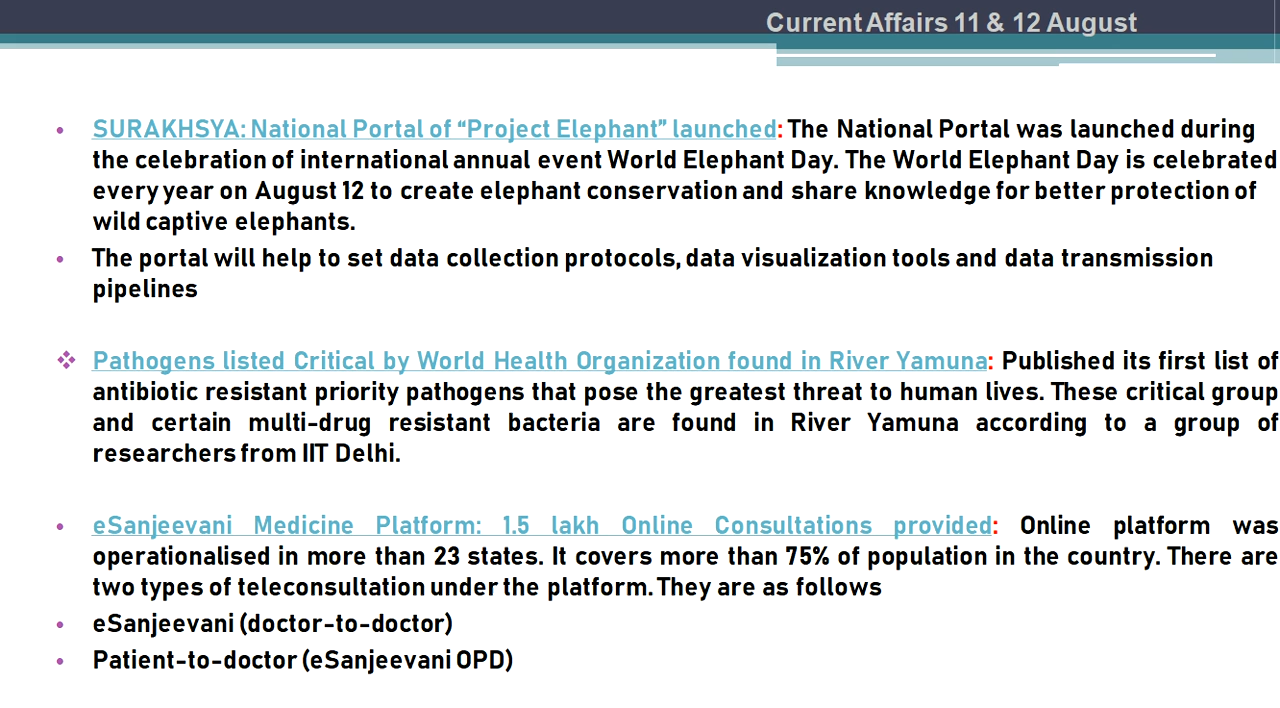 Current Affairs 11 & 12 August
• SURAKHSYA: National Portal of “Project Elephant” launched: The National Portal was launched during
the celebration of international annual event World Elephant Day. The World Elephant Day is celebrated
every year on August 12 to create elephant conservation and share knowledge for better protection of
wild captive elephants.
• The portal will help to set data collection protocols, data visualization tools and data transmission
pipelines
❖ Pathogens listed Critical by World Health Organization found in River Yamuna: Published its first list of
antibiotic resistant priority pathogens that pose the greatest threat to human lives. These critical group
and certain multi-drug resistant bacteria are found in River Yamuna according to a group of
researchers from IIT Delhi.
• eSanjeevani Medicine Platform: 1.5 lakh Online Consultations provided: Online platform was
operationalised in more than 23 states. It covers more than 75% of population in the country. There are
two types of teleconsultation under the platform. They are as follows
• eSanjeevani (doctor-to-doctor)
• Patient-to-doctor (eSanjeevani OPD)